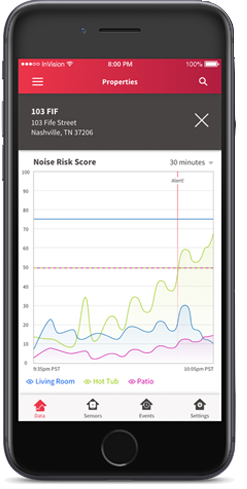 InVision 8:00 PM 100%
Properties
103 FIF
103 Fife Street
Nashville, TN 37206
Noise Risk Score 30 minutes
100
Alert!
90
80
70
60
50
40
30
20
10
0
9:35pm PST 10:05pm PST
Living Room Hot Tub Patio
Data Sensors Events Settings